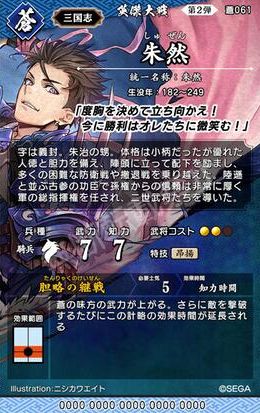 蒼
三国志
英傑大戦
第2弾
蒼061
しゅ ぜん
朱然
統一名称：朱然
生没年：182～249
「度胸を決めて立ち向かえ！
今に勝利はオレたちに微笑む！」
字は義封。朱治の甥。体格は小柄だったが優れた
人徳と胆力を備え、陣頭に立って配下を励まし、
多くの困難な防衛戦や撤退戦を乗り越えた。陸遜
と並ぶ古参の功臣で孫権からの信頼は非常に厚く
軍の総指揮権を任され、二世武将たちを導いた。
兵種 武力 知力 武将コスト
騎兵 7 7 特技 昂揚
たんりゃくのけいせん 必要士気 効果時間
胆略の継戦 5 知力時間
効果範囲
蒼の味方の武力が上がる。さらに敵を撃破
するたびにこの計略の効果時間が延長され
る
Illustration:ニシカワエイト ©SEGA
0000-0000-0000-0000-0000